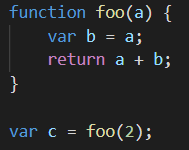 function foo(a) {
    var b = a;
    return a + b;
}

var c = foo(2);